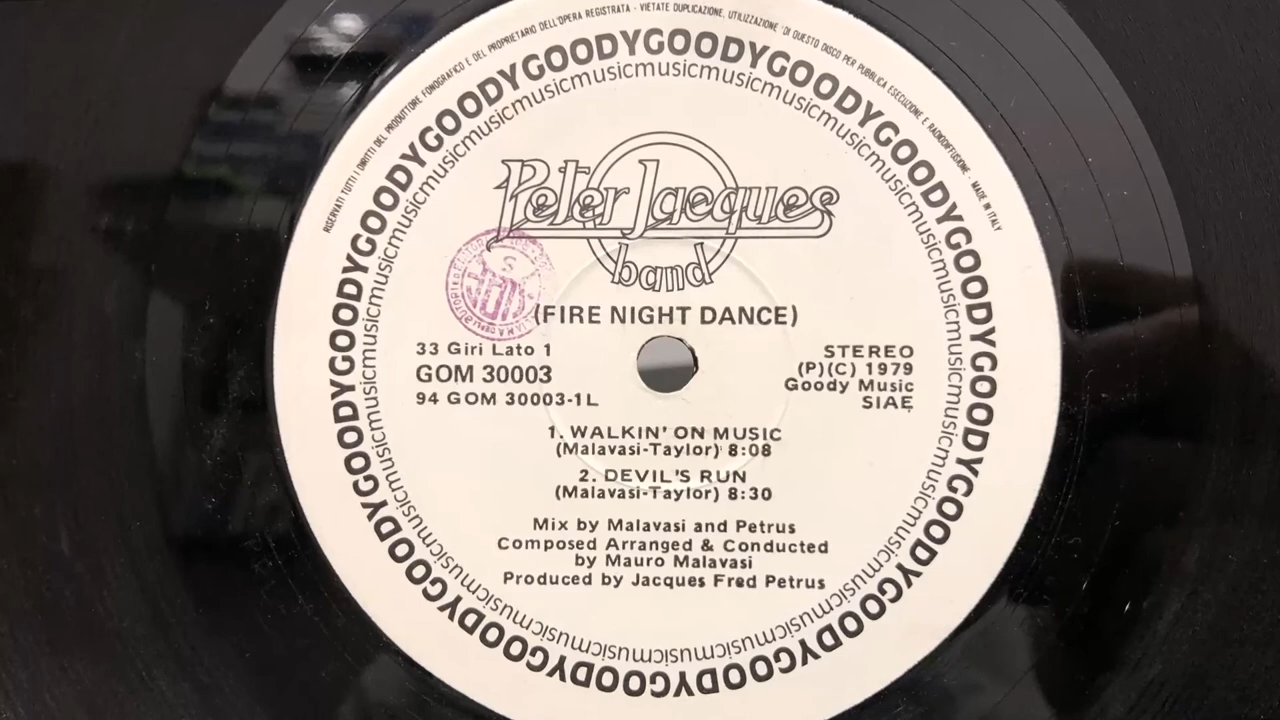 RISERVATI TUTTI I DIRITTI DEL PRODUTTORE FONOGRAFICO E DEL PROPRIETARIO DELL'OPERA REGISTRATA - VIETATE DUPLICAZIONE, UTILIZZAZIONE DI QUESTO DISCO PER PUBBLICA ESECUZIONE E RADIODIFFUSIONE - MADE IN ITALY
GOODYGOODYGOODYGOODYGOODYGOODYGOODYGOODYGOODYGOODYGOODYGOODYGOODYGOODYGOODYGOODYGOODYGOODY
musicmusicmusicmusicmusicmusicmusicmusicmusicmusicmusicmusicmusicmusicmusicmusicmusicmusicmusicmusicmusicmusicmusicmusic
Peter Jacques
band
(FIRE NIGHT DANCE)
33 Giri Lato 1
GOM 30003
94 GOM 30003-1L
STEREO
(P)(C) 1979
Goody Music
SIAE
1. WALKIN' ON MUSIC
(Malavasi-Taylor) 8:08
2. DEVIL'S RUN
(Malavasi-Taylor) 8:30
Mix by Malavasi and Petrus
Composed Arranged & Conducted
by Mauro Malavasi
Produced by Jacques Fred Petrus